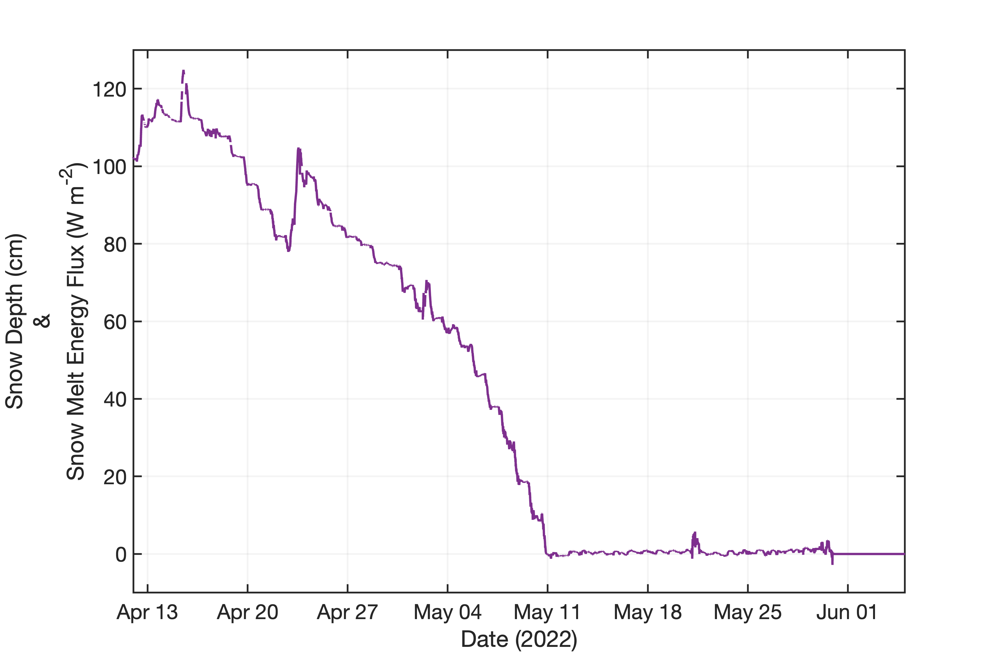 Snow Depth (cm)
&
Snow Melt Energy Flux (W m-2)
120
100
80
60
40
20
0
Apr 13 Apr 20 Apr 27 May 04 May 11 May 18 May 25 Jun 01
Date (2022)